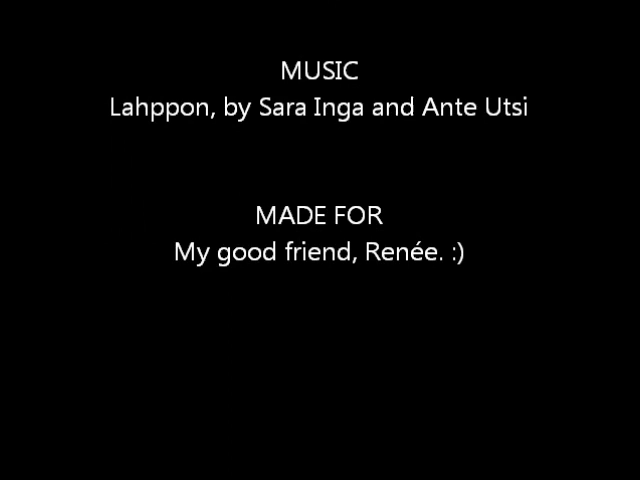 MUSIC
Lahppon, by Sara Inga and Ante Utsi
MADE FOR
My good friend, Renée. :)